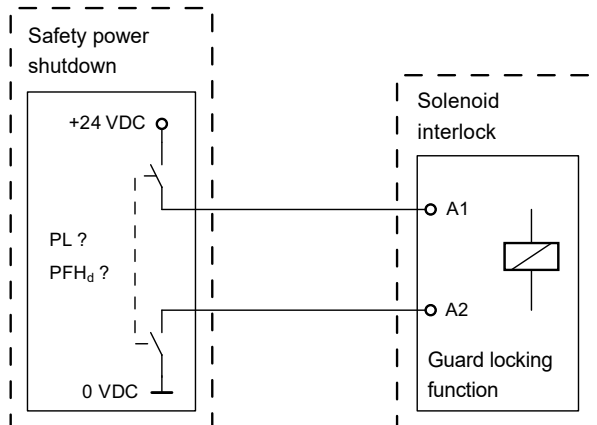 Safety power
shutdown
+24 VDC
PL ?
PFHd ?
0 VDC
Solenoid
interlock
A1
A2
Guard locking
function